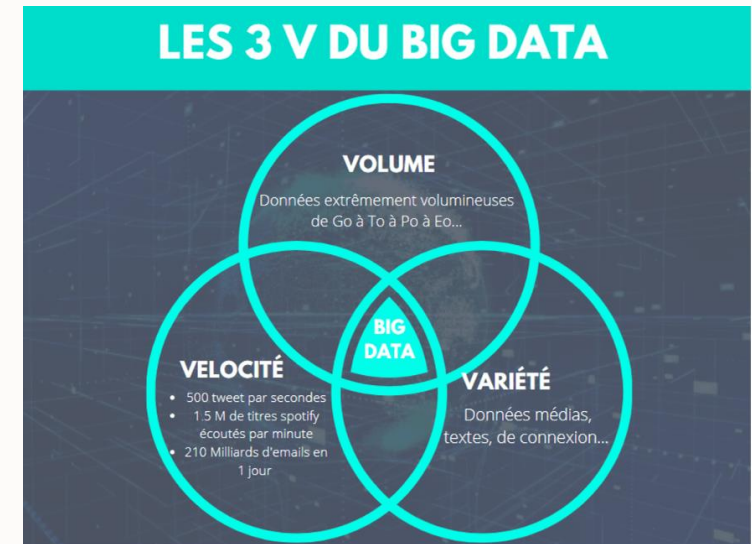 LES 3 V DU BIG DATA
VOLUME
Données extrêmement volumineuses
de Go à To à Po à Eo...
BIG
DATA
VELOCITÉ
• 500 tweet par secondes
• 1.5 M de titres spotify
écoutés par minute
• 210 Milliards d'emails en
1 jour
VARIÉTÉ
Données médias,
textes, de connexion...